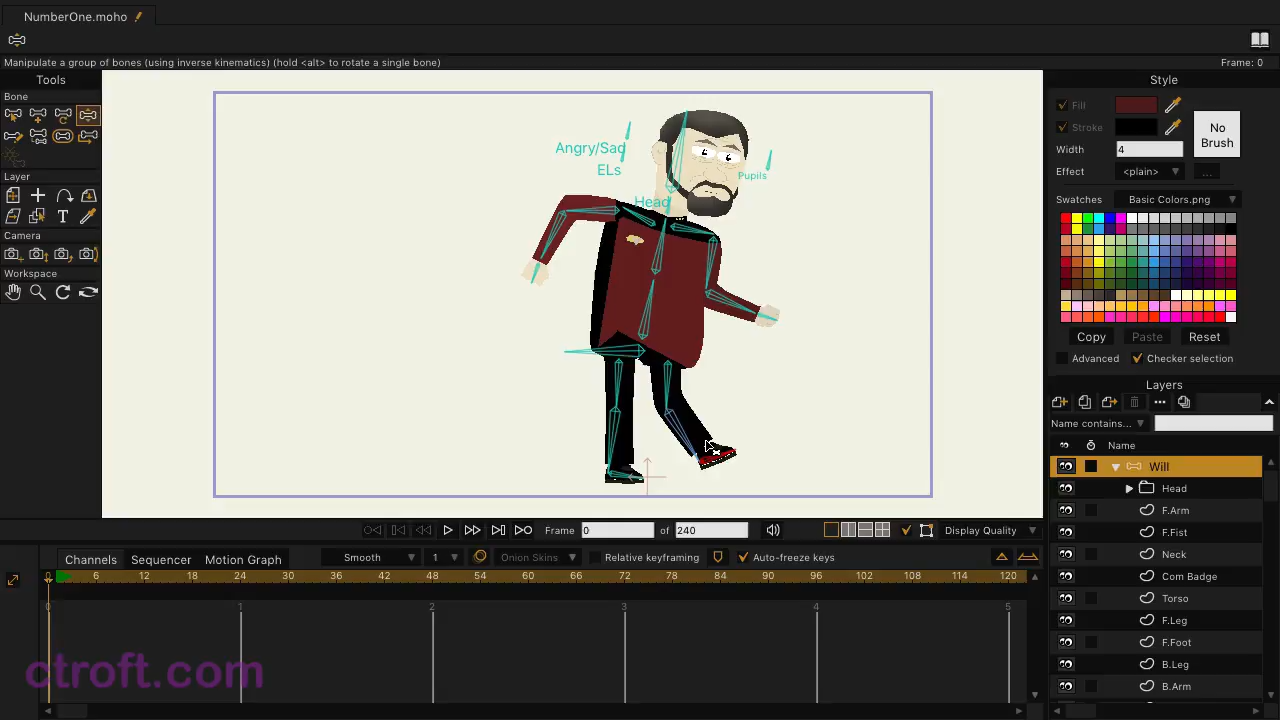 NumberOne.moho
Manipulate a group of bones (using inverse kinematics) (hold <alt> to rotate a single bone)
Frame: 0
Tools
Bone
Layer
Camera
Workspace
Angry/Sad
ELs
Head
Pupils
Style
Fill
Stroke
No Brush
Width
4
Effect
<plain>
...
Swatches
Basic Colors.png
Copy
Paste
Reset
Advanced
Checker selection
Layers
Name contains...
Name
Will
Head
F.Arm
F.Fist
Neck
Com Badge
Torso
F.Leg
F.Foot
B.Leg
B.Arm
Frame
0
of
240
Display Quality
Channels
Sequencer
Motion Graph
Smooth
1
Onion Skins
Relative keyframing
Auto-freeze keys
6 12 18 24 30 36 42 48 54 60 66 72 78 84 90 96 102 108 114 120
0 1 2 3 4 5
ctroft.com